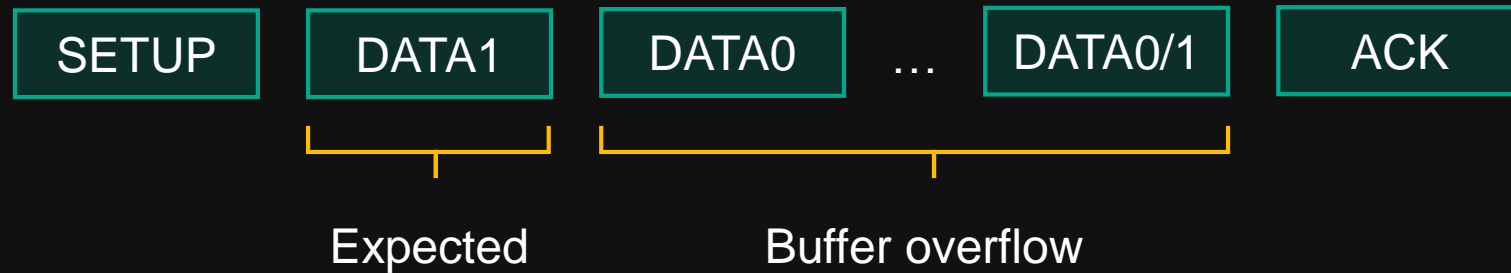 SETUP DATA1 DATA0 ... DATA0/1 ACK
Expected Buffer overflow